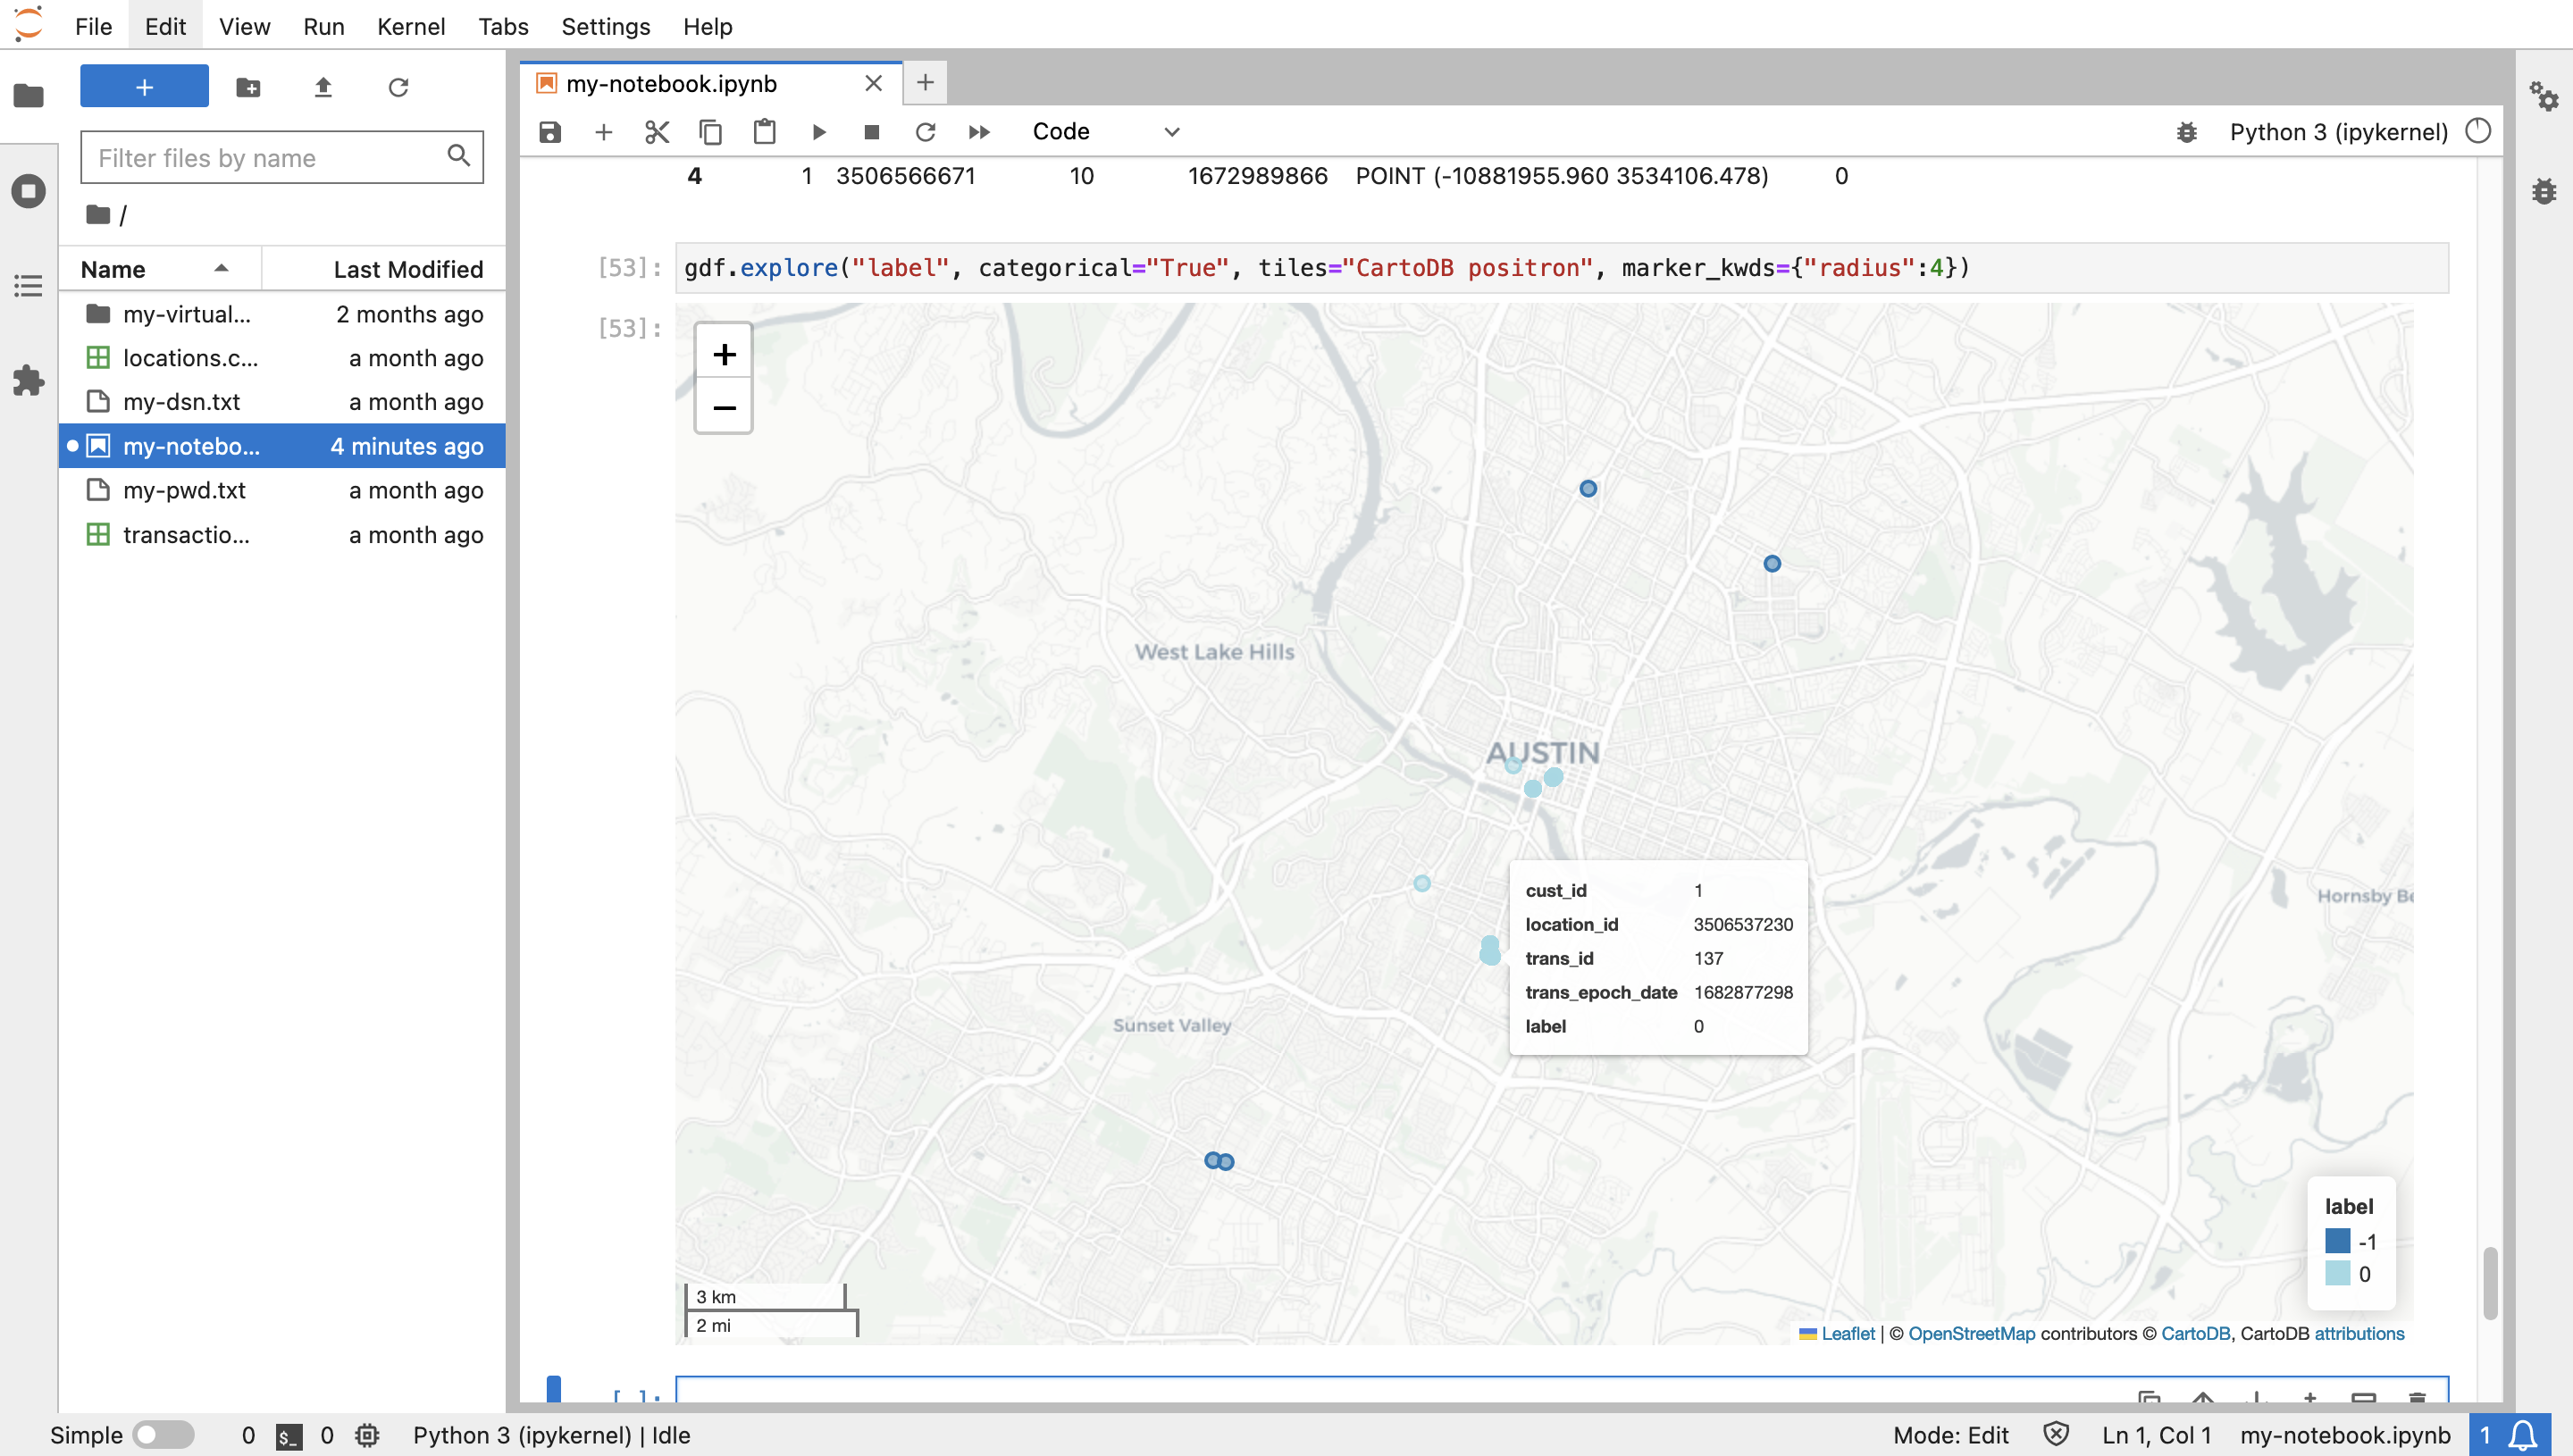 File Edit View Run Kernel Tabs Settings Help
my-notebook.ipynb
Filter files by name
Code
Python 3 (ipykernel)
/
4 1 3506566671 10 1672989866 POINT (-10881955.960 3534106.478) 0
Name Last Modified
my-virtual... 2 months ago
locations.c... a month ago
my-dsn.txt a month ago
my-notebo... 4 minutes ago
my-pwd.txt a month ago
transactio... a month ago
[53]: gdf.explore("label", categorical="True", tiles="CartoDB positron", marker_kwds={"radius":4})
[53]:
+
−
West Lake Hills
AUSTIN
Hornsby Be
cust_id 1
location_id 3506537230
trans_id 137
trans_epoch_date 1682877298
label 0
Sunset Valley
label
-1
0
3 km
2 mi
Leaflet | © OpenStreetMap contributors © CartoDB, CartoDB attributions
[ ]:
Simple 0 $_ 0 Python 3 (ipykernel) | Idle Mode: Edit Ln 1, Col 1 my-notebook.ipynb 1